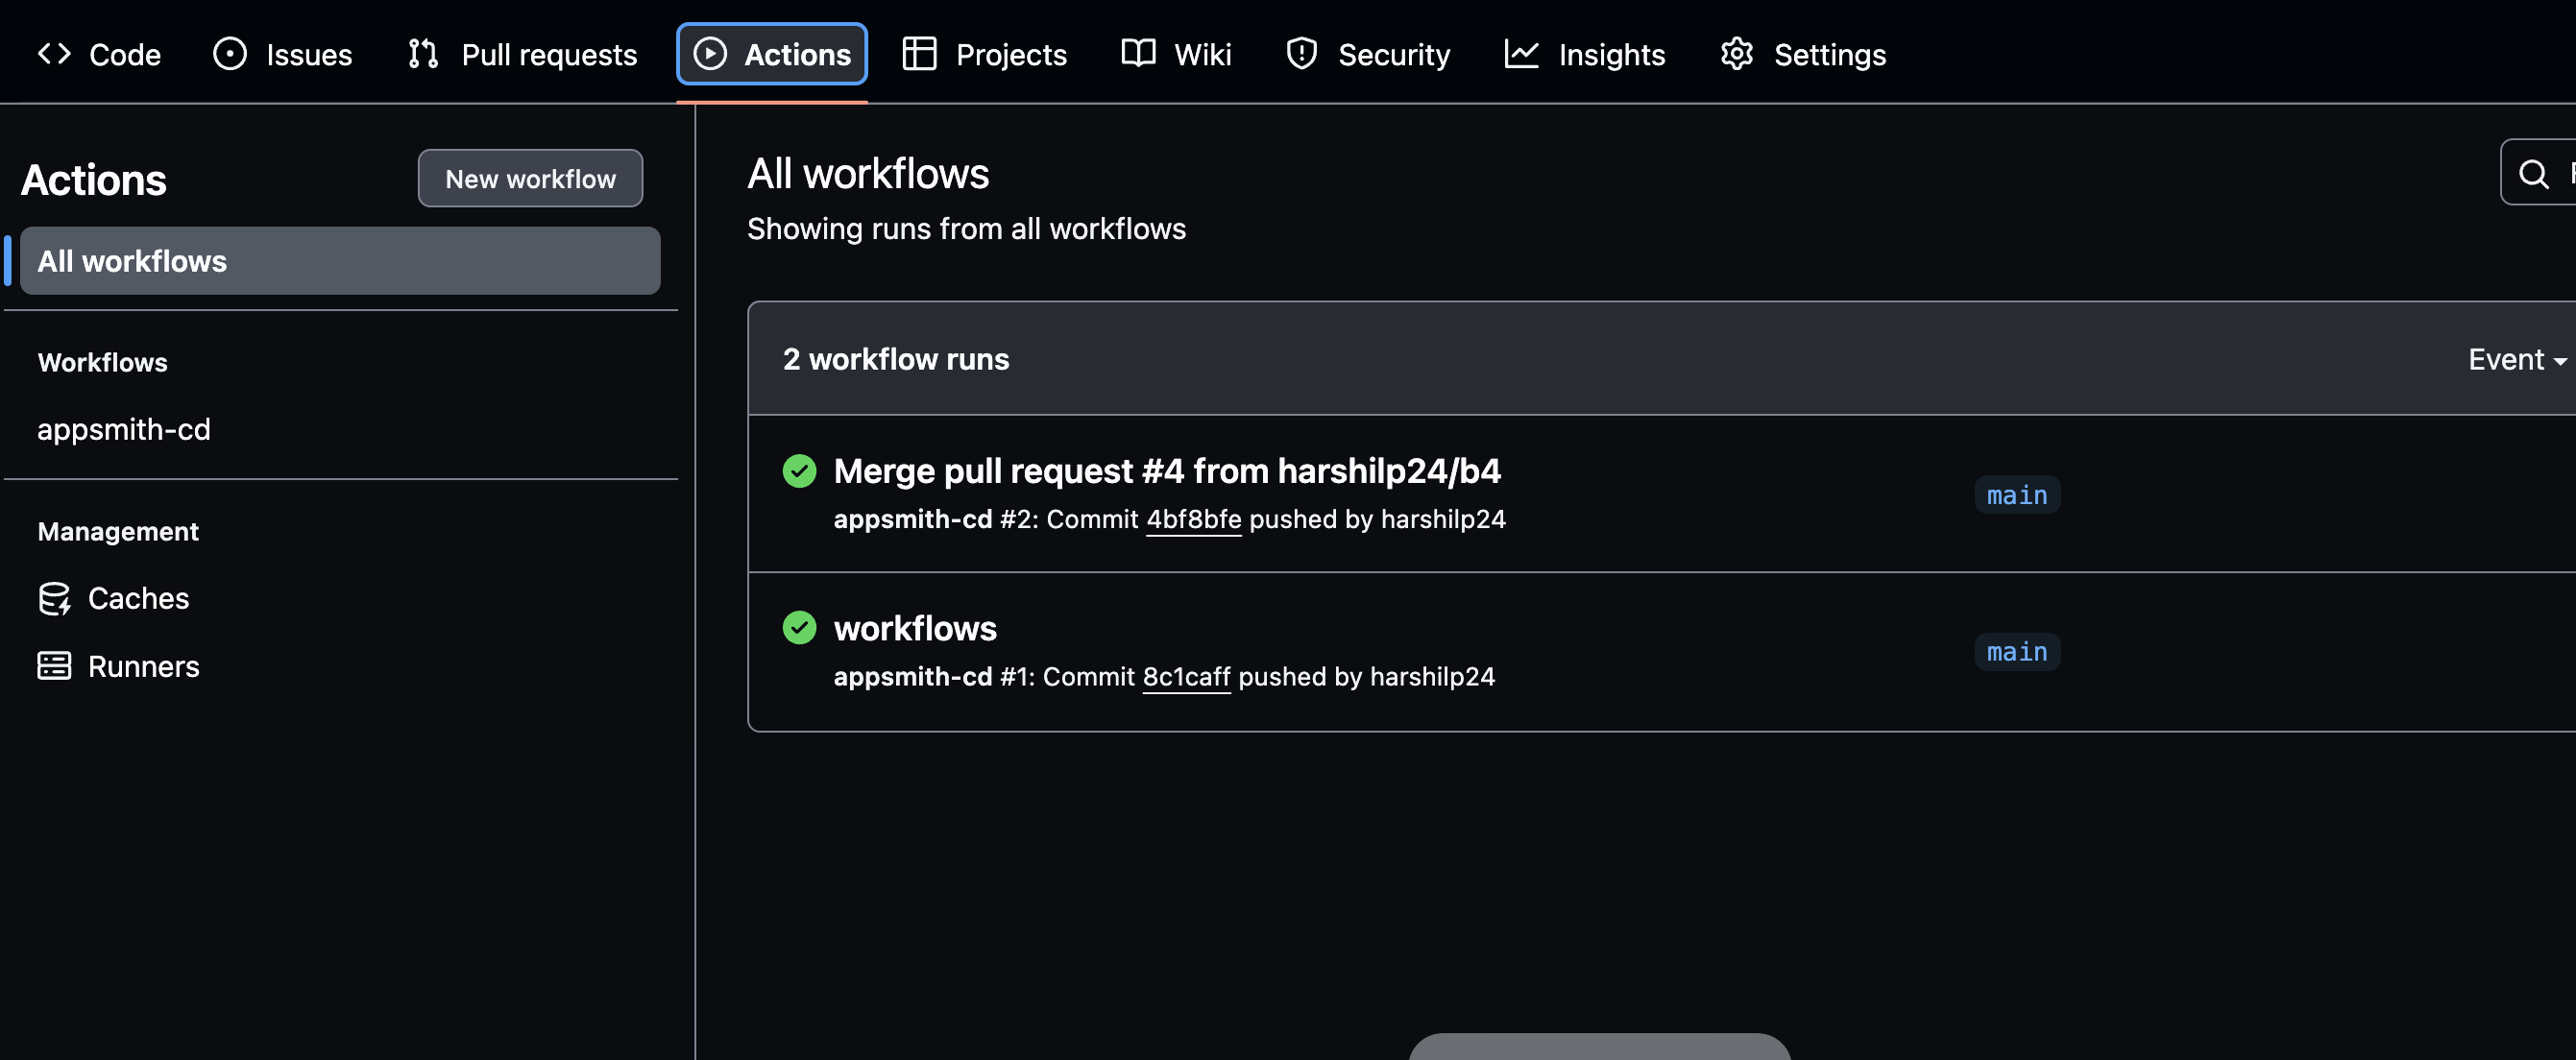 Code Issues Pull requests Actions Projects Wiki Security Insights Settings
Actions New workflow
All workflows
Workflows
appsmith-cd
Management
Caches
Runners
All workflows
Showing runs from all workflows
2 workflow runs Event
Merge pull request #4 from harshilp24/b4
appsmith-cd #2: Commit 4bf8bfe pushed by harshilp24
main
workflows
appsmith-cd #1: Commit 8c1caff pushed by harshilp24
main